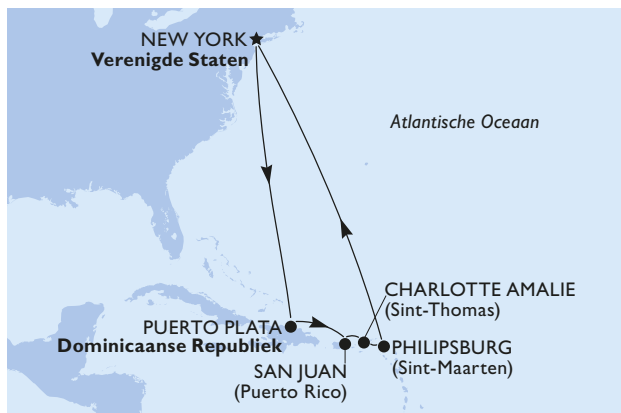 NEW YORK
Verenigde Staten
Atlantische Oceaan
CHARLOTTE AMALIE
(Sint-Thomas)
PUERTO PLATA
Dominicaanse Republiek
PHILIPSBURG
(Sint-Maarten)
SAN JUAN
(Puerto Rico)